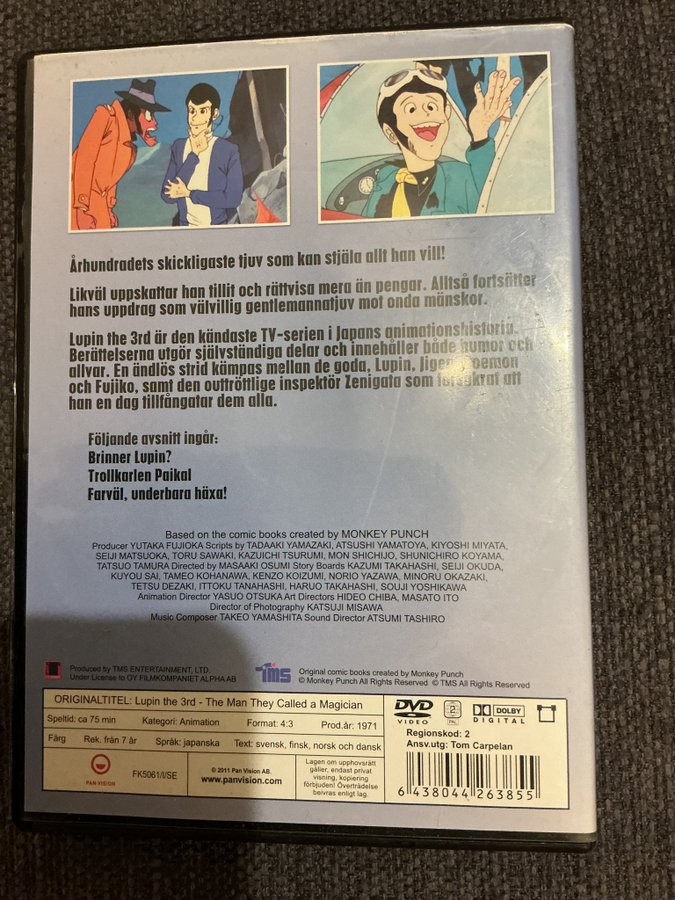 Århundradets skickligaste tjuv som kan stjäla allt han vill!
Likväl uppskattar han tillit och rättvisa mera än pengar. Alltså fortsätter
hans uppdrag som välvillig gentlemannatjuv mot onda mänskor.
Lupin the 3rd är den kändaste TV-serien i Japans animationshistoria.
Berättelserna utgör självständiga delar och innehåller både humor och
allvar. En ändlös strid kämpas mellan de goda, Lupin, Jigen, Goemon
och Fujiko, samt den outtröttlige inspektör Zenigata som försäkrat att
han en dag tillfångatar dem alla.
Följande avsnitt ingår:
Brinner Lupin?
Trollkarlen Paikal
Farväl, underbara häxa!
Based on the comic books created by MONKEY PUNCH
Producer YUTAKA FUJIOKA Scripts by TADAAKI YAMAZAKI, ATSUSHI YAMATOYA, KIYOSHI MIYATA,
SEIJI MATSUOKA, TORU SAWAKI, KAZUICHI TSURUMI, MON SHICHIJO, SHUNICHIRO KOYAMA,
TATSUO TAMURA Directed by MASAAKI OSUMI Story Boards KAZUMI TAKAHASHI, SEIJI OKUDA,
KUYOU SAI, TAMEO KOHANAWA, KENZO KOIZUMI, NORIO YAZAWA, MINORU OKAZAKI,
TETSU DEZAKI, ITTOKU TANAHASHI, HARUO TAKAHASHI, SOUJI YOSHIKAWA
Animation Director YASUO OTSUKA Art Directors HIDEO CHIBA, MASATO ITO
Director of Photography KATSUJI MISAWA
Music Composer TAKEO YAMASHITA Sound Director ATSUMI TASHIRO
Produced by TMS ENTERTAINMENT, LTD.
Under License to OY FILMKOMPANIET ALPHA AB
TMS
Original comic books created by Monkey Punch
© Monkey Punch All Rights Reserved © TMS All Rights Reserved
ORIGINALTITEL: Lupin the 3rd - The Man They Called a Magician
Speltid: ca 75 min Kategori: Animation Format: 4:3 Prod.år: 1971
Färg Rek. från 7 år Språk: japanska Text: svensk, finsk, norsk och dansk
PAN VISION
FK5061/I/SE
© 2011 Pan Vision AB.
www.panvision.com
Lagen om upphovsrätt
gäller, endast privat
visning, kopiering
förbjuden! Överträdelse
beivras enligt lag.
DVD
VIDEO
2
PAL
DOLBY
DIGITAL
Regionskod: 2
Ansv.utg: Tom Carpelan
6 438044 263855